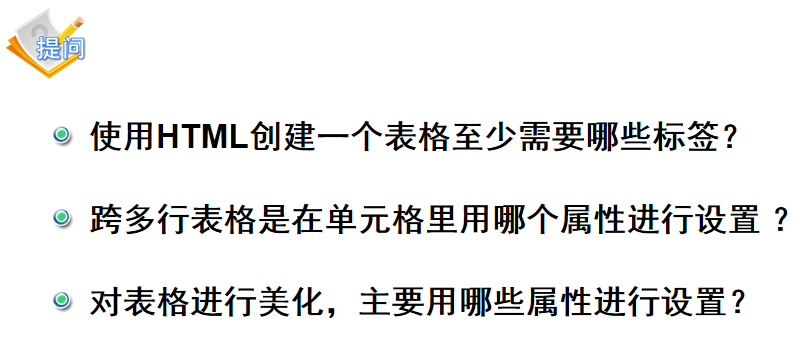 提问
使用HTML创建一个表格至少需要哪些标签？
跨多行表格是在单元格里用哪个属性进行设置 ？
对表格进行美化，主要用哪些属性进行设置？